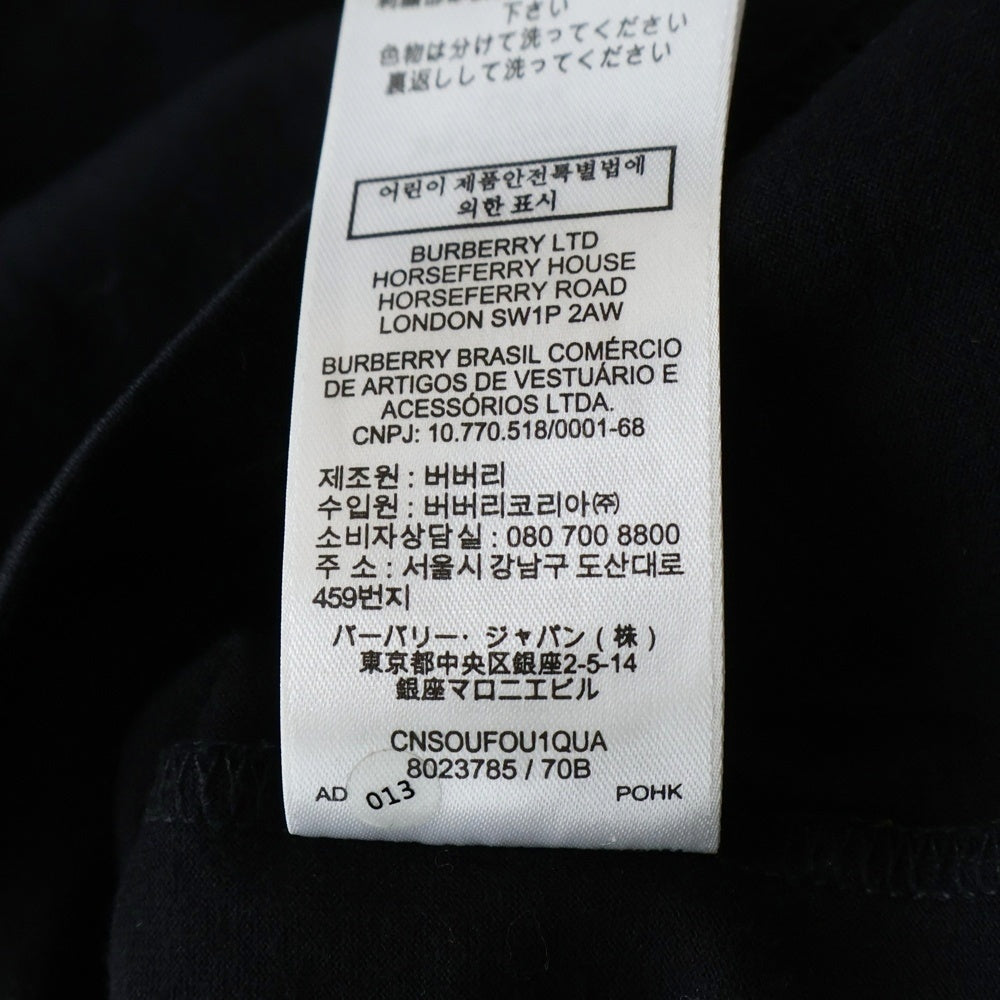 下さい
色物は分けて洗ってください
裏返しして洗ってください
어린이 제품안전특별법에
의한 표시
BURBERRY LTD
HORSEFERRY HOUSE
HORSEFERRY ROAD
LONDON SW1P 2AW
BURBERRY BRASIL COMÉRCIO
DE ARTIGOS DE VESTUÁRIO E
ACESSÓRIOS LTDA.
CNPJ: 10.770.518/0001-68
제조원 : 버버리
수입원 : 버버리코리아㈜
소비자상담실 : 080 700 8800
주 소 : 서울시 강남구 도산대로
459번지
バーバリー・ジャパン ( 株 )
東京都中央区銀座2-5-14
銀座マロニエビル
CNSOUFOU1QUA
8023785 / 70B
AD 013 POHK